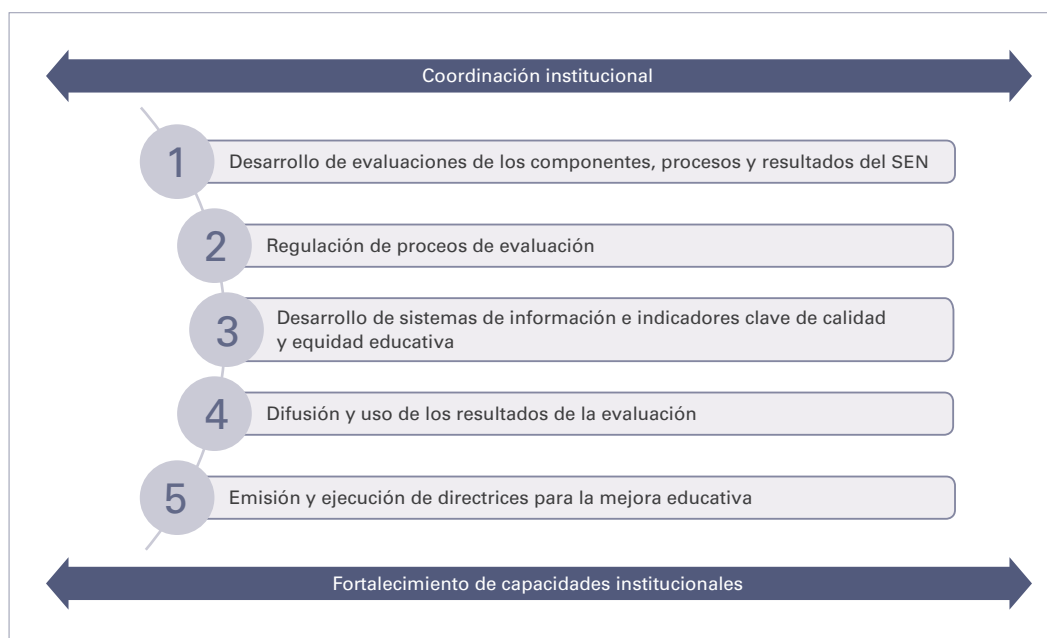 Coordinación institucional
1
Desarrollo de evaluaciones de los componentes, procesos y resultados del SEN
2
Regulación de proceos de evaluación
3
Desarrollo de sistemas de información e indicadores clave de calidad
y equidad educativa
4
Difusión y uso de los resultados de la evaluación
5
Emisión y ejecución de directrices para la mejora educativa
Fortalecimiento de capacidades institucionales